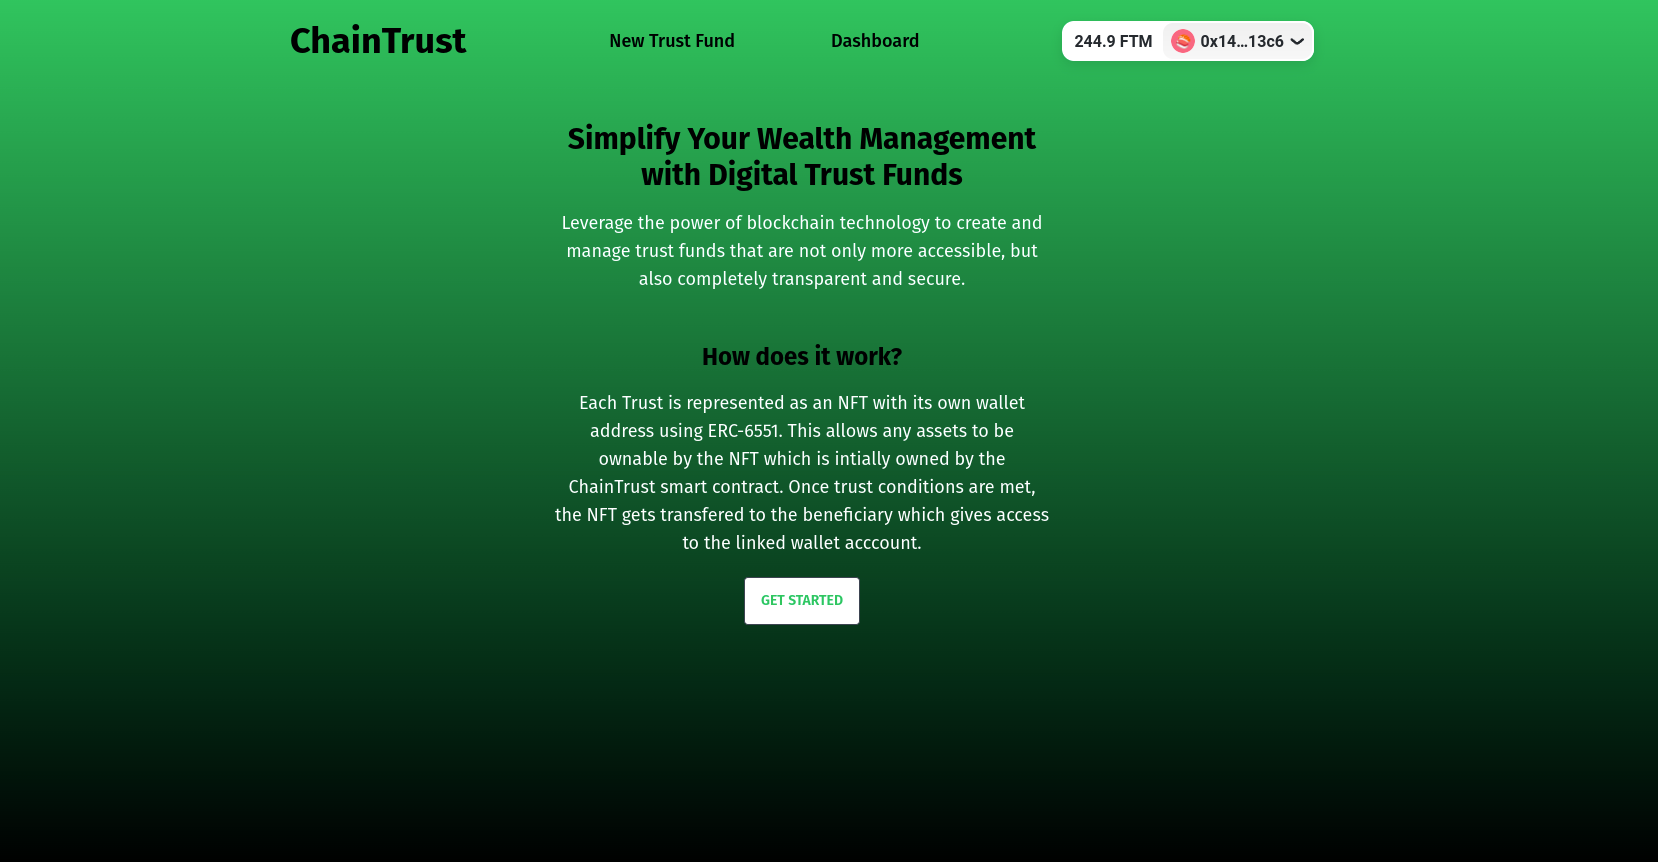 ChainTrust
New Trust Fund
Dashboard
244.9 FTM
0x14...13c6
Simplify Your Wealth Management
with Digital Trust Funds
Leverage the power of blockchain technology to create and
manage trust funds that are not only more accessible, but
also completely transparent and secure.
How does it work?
Each Trust is represented as an NFT with its own wallet
address using ERC-6551. This allows any assets to be
ownable by the NFT which is intially owned by the
ChainTrust smart contract. Once trust conditions are met,
the NFT gets transfered to the beneficiary which gives access
to the linked wallet acccount.
GET STARTED